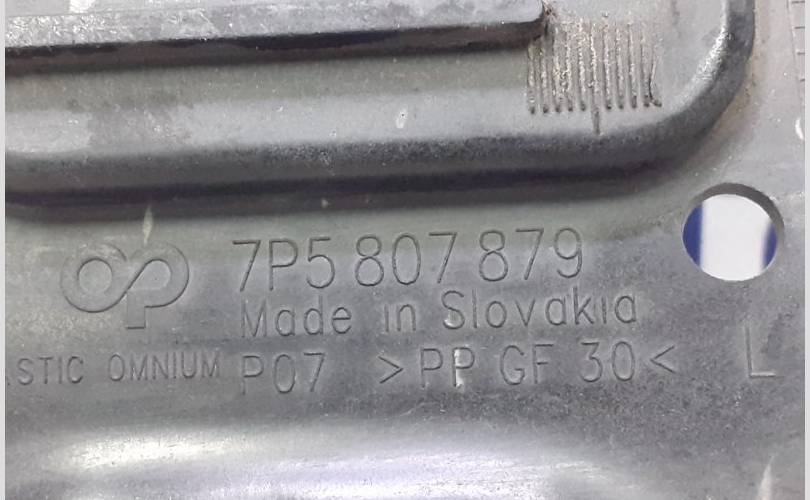 7P5 807 879
Made in Slovakia
ASTIC OMNIUM P07 >PP GF 30< L